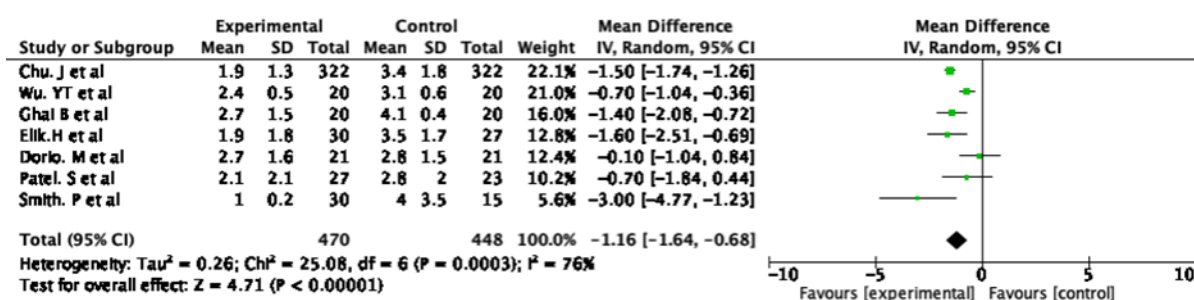 Experimental Control Mean Difference Mean Difference
Study or Subgroup Mean SD Total Mean SD Total Weight IV, Random, 95% CI IV, Random, 95% CI
Chu. J et al 1.9 1.3 322 3.4 1.8 322 22.1% −1.50 [−1.74, −1.26]
Wu. YT et al 2.4 0.5 20 3.1 0.6 20 21.0% −0.70 [−1.04, −0.36]
Ghai B et al 2.7 1.5 20 4.1 0.4 20 16.0% −1.40 [−2.08, −0.72]
Elik.H et al 1.9 1.8 30 3.5 1.7 27 12.8% −1.60 [−2.51, −0.69]
Dorio. M et al 2.7 1.6 21 2.8 1.5 21 12.4% −0.10 [−1.04, 0.84]
Patel. S et al 2.1 2.1 27 2.8 2 23 10.2% −0.70 [−1.84, 0.44]
Smith. P et al 1 0.2 30 4 3.5 15 5.6% −3.00 [−4.77, −1.23]
Total (95% CI) 470 448 100.0% −1.16 [−1.64, −0.68]
Heterogeneity: Tau² = 0.26; Chi² = 25.08, df = 6 (P = 0.0003); I² = 76%
Test for overall effect: Z = 4.71 (P < 0.00001)
−10 −5 0 5 10
Favours [experimental] Favours [control]